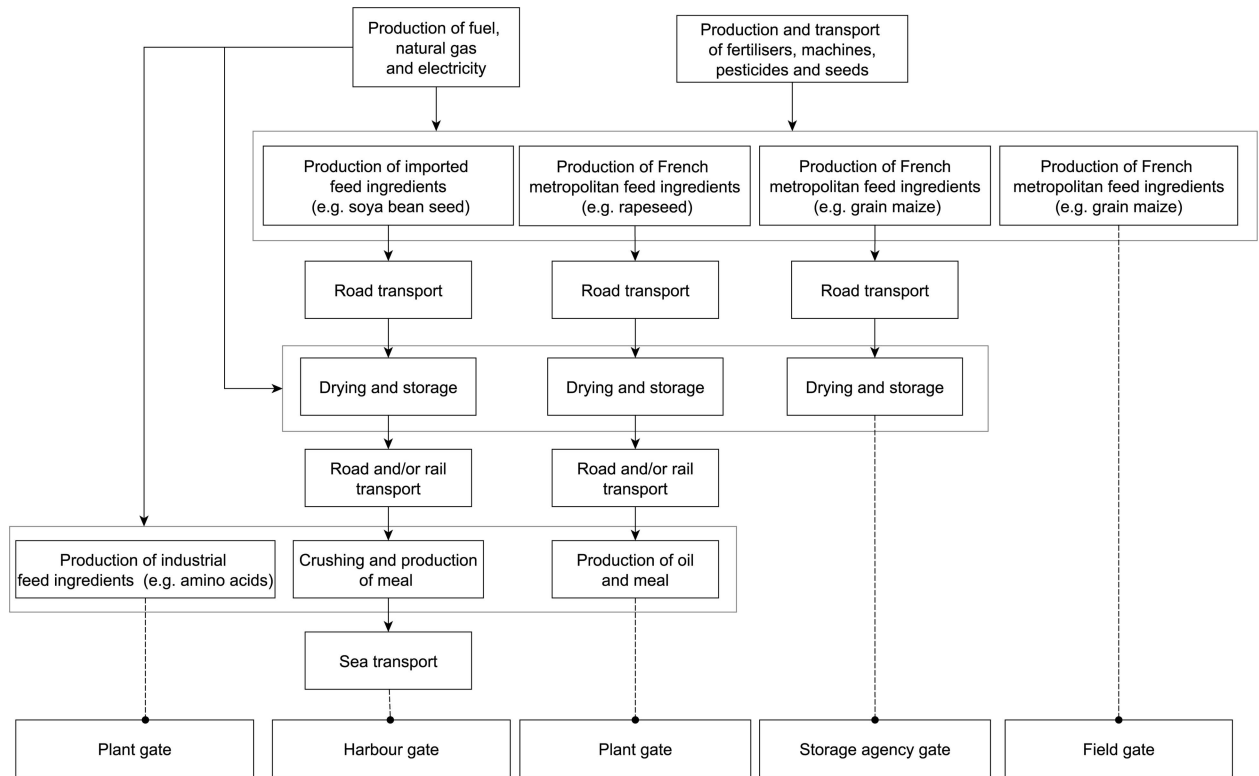 Production of fuel,
natural gas
and electricity
Production and transport
of fertilisers, machines,
pesticides and seeds
Production of imported
feed ingredients
(e.g. soya bean seed)
Production of French
metropolitan feed ingredients
(e.g. rapeseed)
Production of French
metropolitan feed ingredients
(e.g. grain maize)
Production of French
metropolitan feed ingredients
(e.g. grain maize)
Road transport
Road transport
Road transport
Drying and storage
Drying and storage
Drying and storage
Road and/or rail
transport
Road and/or rail
transport
Production of industrial
feed ingredients (e.g. amino acids)
Crushing and production
of meal
Production of oil
and meal
Sea transport
Plant gate
Harbour gate
Plant gate
Storage agency gate
Field gate